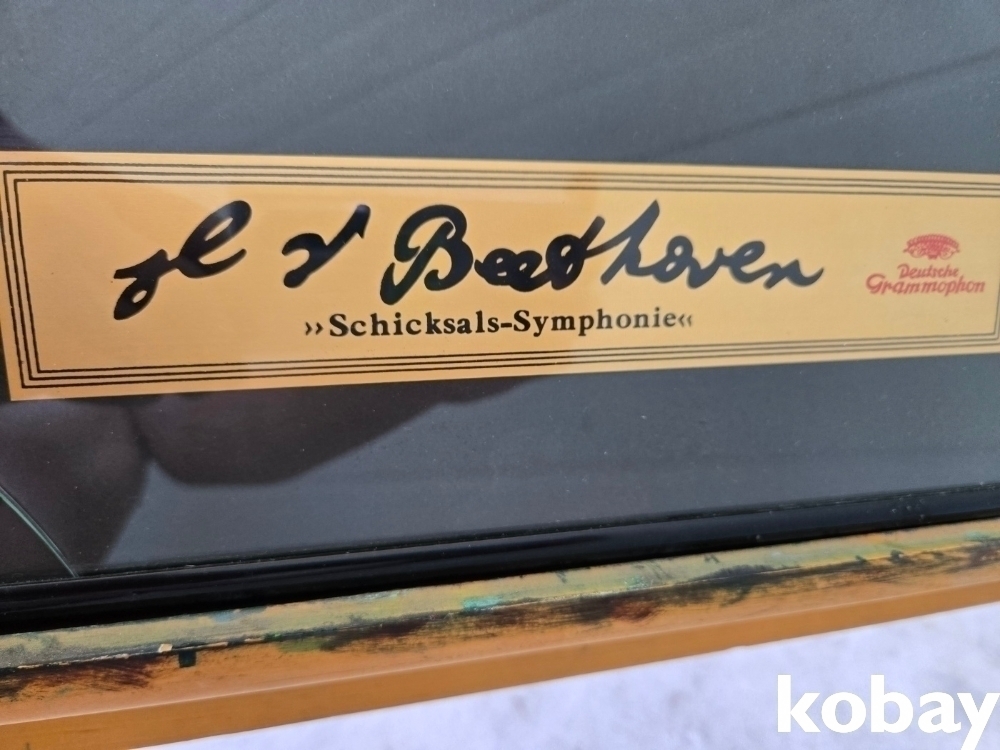 L v Beethoven
››Schicksals-Symphonie‹‹
Deutsche
Grammophon
kobay